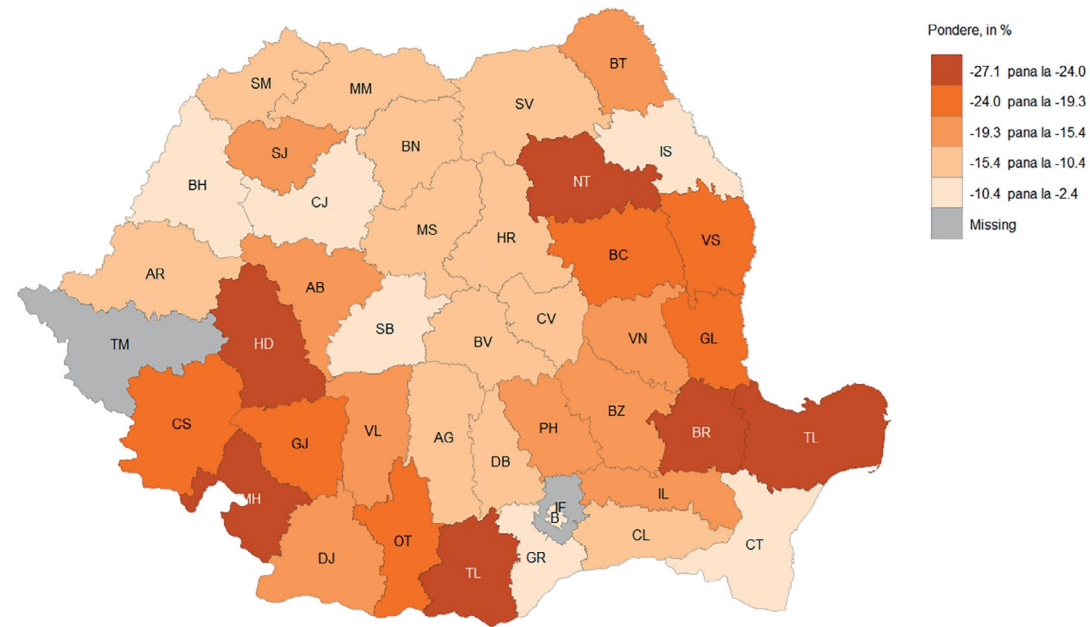 Pondere, in %
-27.1 pana la -24.0
-24.0 pana la -19.3
-19.3 pana la -15.4
-15.4 pana la -10.4
-10.4 pana la -2.4
Missing
BT
SM
MM
SV
SJ
BN
IS
BH
CJ
NT
MS
HR
BC
VS
AR
AB
SB
CV
TM
HD
BV
VN
GL
CS
GJ
VL
AG
PH
BZ
BR
TL
DB
MH
IF
B
IL
DJ
OT
TL
GR
CL
CT